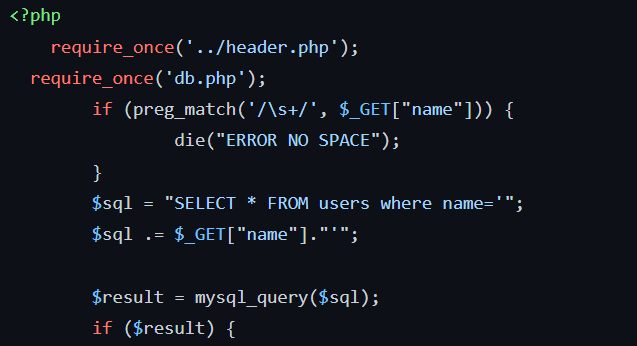 <?php
require_once('../header.php');
require_once('db.php');
if (preg_match('/\s+/', $_GET["name"])) {
die("ERROR NO SPACE");
}
$sql = "SELECT * FROM users where name='";
$sql .= $_GET["name"]."'";
$result = mysql_query($sql);
if ($result) {